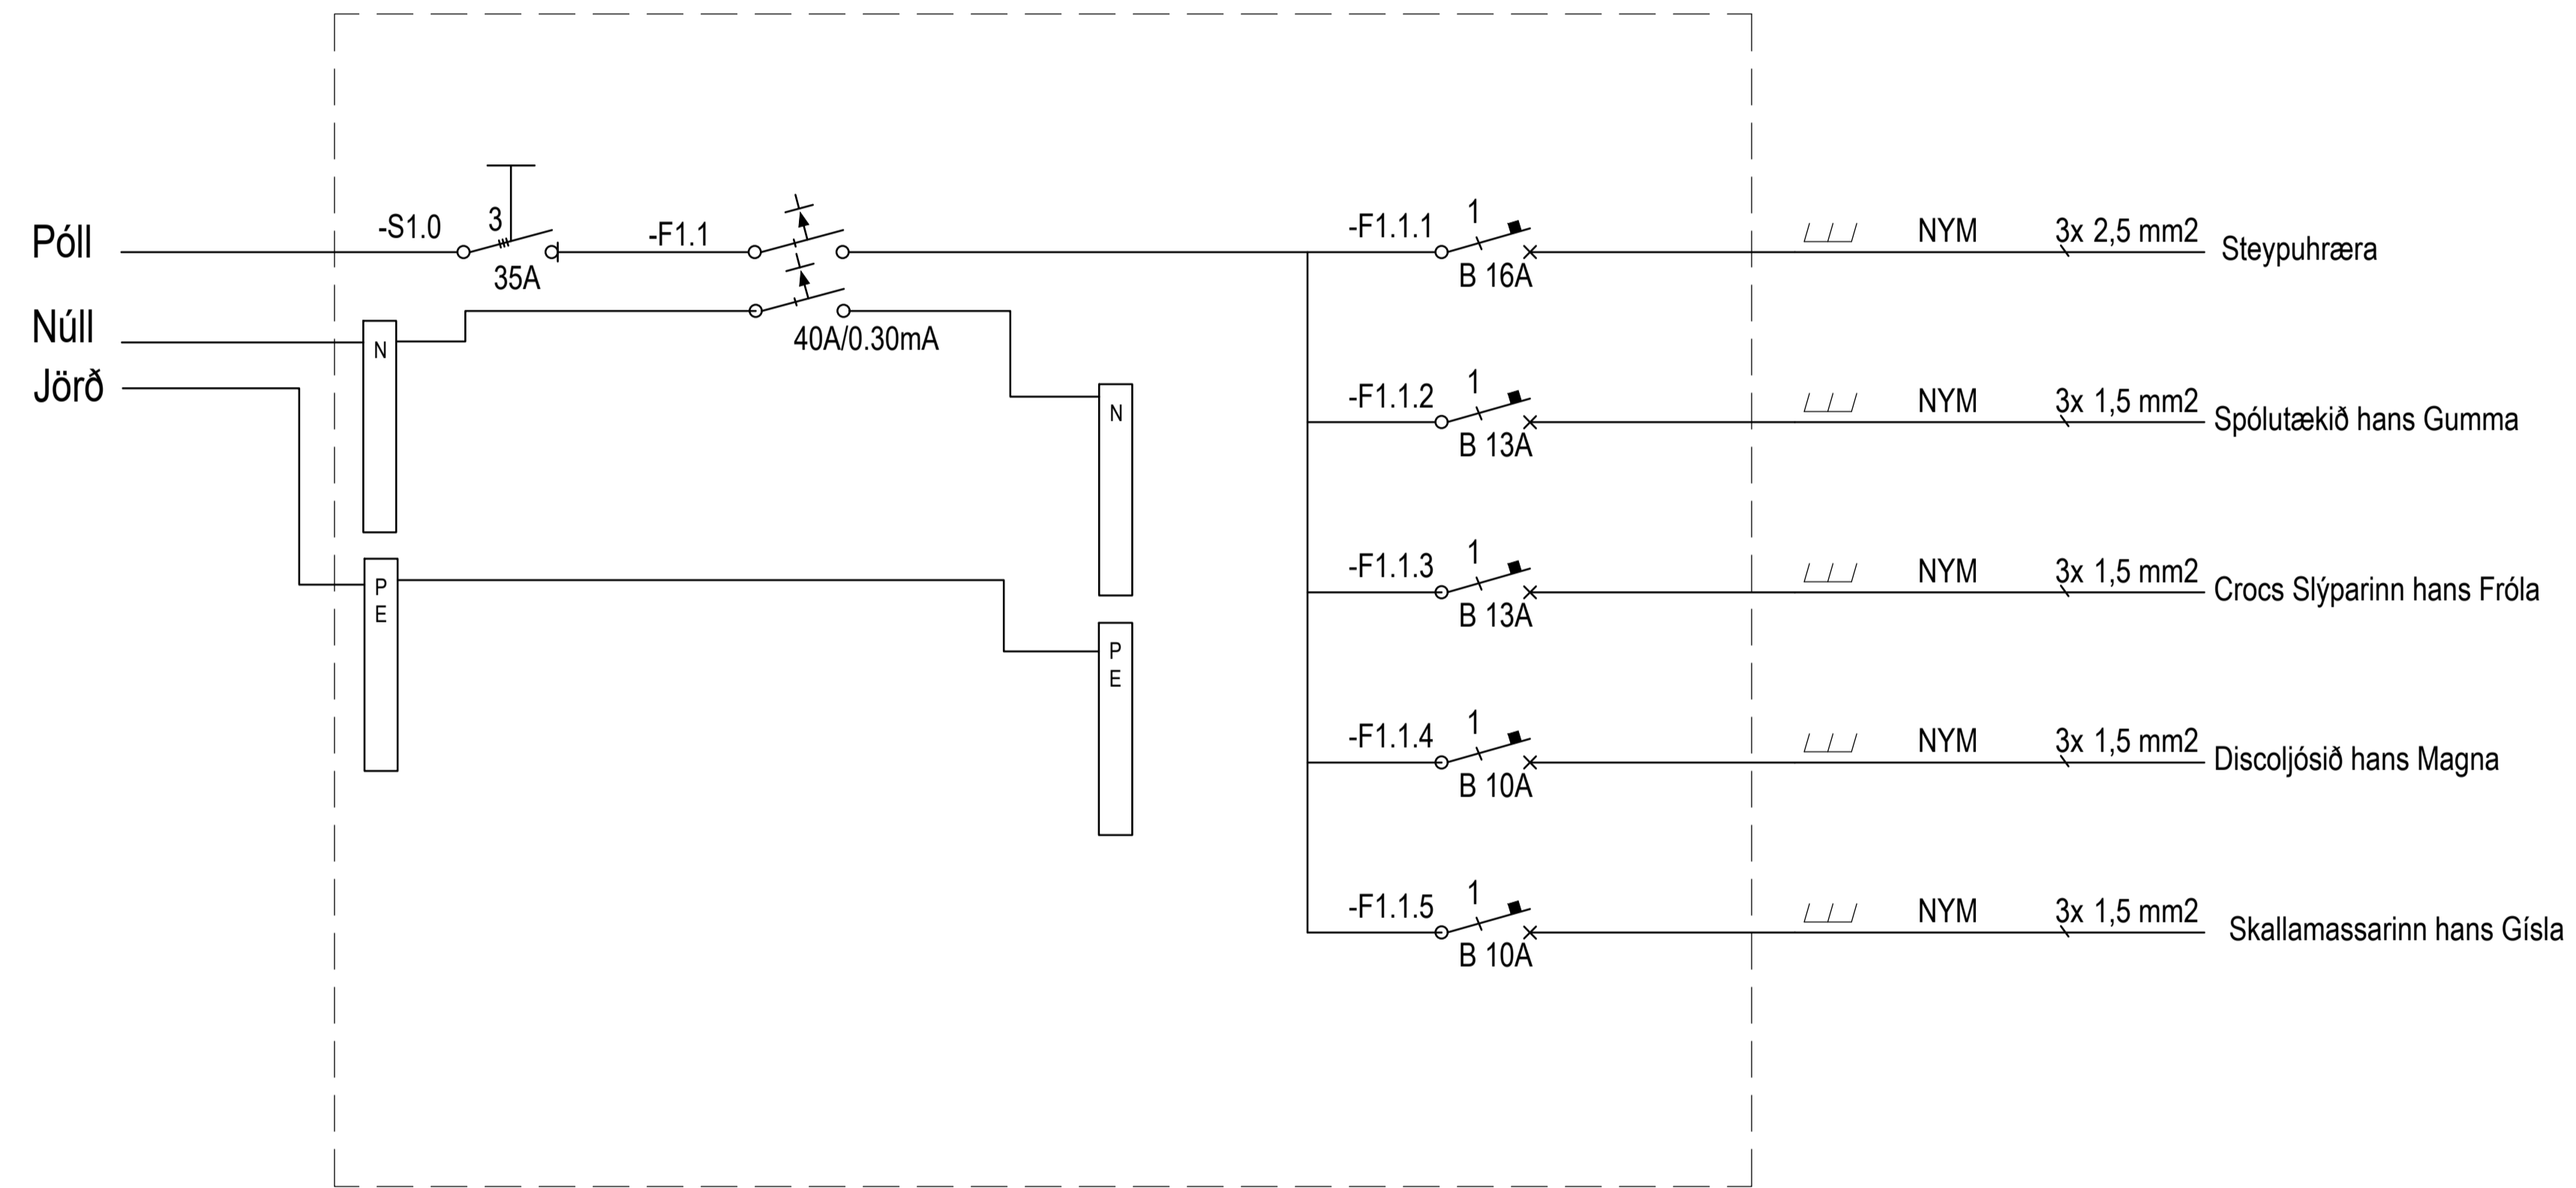 Póll
-S1.0
3
35A
-F1.1
40A/0.30mA
Núll
N
Jörð
P
E
N
P
E
-F1.1.1
1
B 16A
NYM
3x 2,5 mm2
Steypuhræra
-F1.1.2
1
B 13A
NYM
3x 1,5 mm2
Spólutækið hans Gumma
-F1.1.3
1
B 13A
NYM
3x 1,5 mm2
Crocs Slýparinn hans Fróla
-F1.1.4
1
B 10A
NYM
3x 1,5 mm2
Discoljósið hans Magna
-F1.1.5
1
B 10A
NYM
3x 1,5 mm2
Skallamassarinn hans Gísla